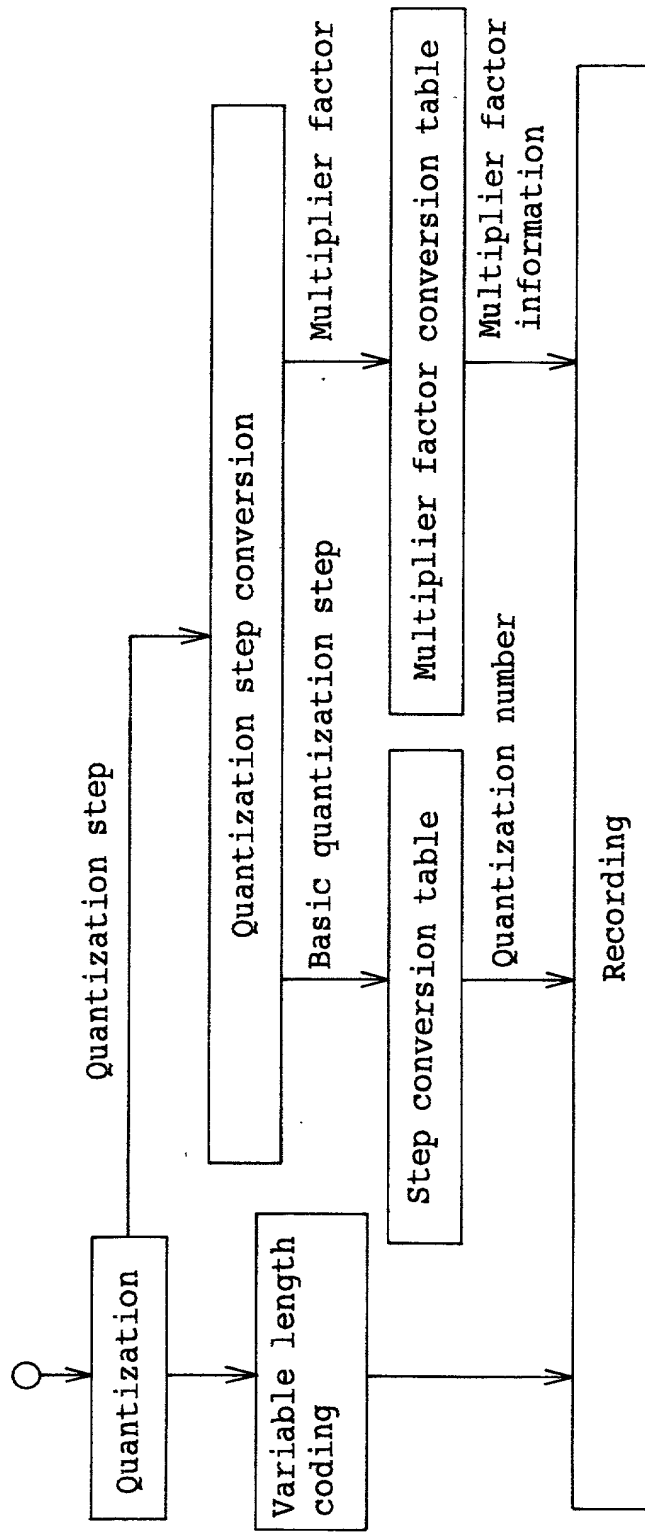 Quantization
Quantization step
Variable length
coding
Quantization step conversion
Basic quantization step
Multiplier factor
Step conversion table
Multiplier factor conversion table
Quantization number
Multiplier factor
information
Recording